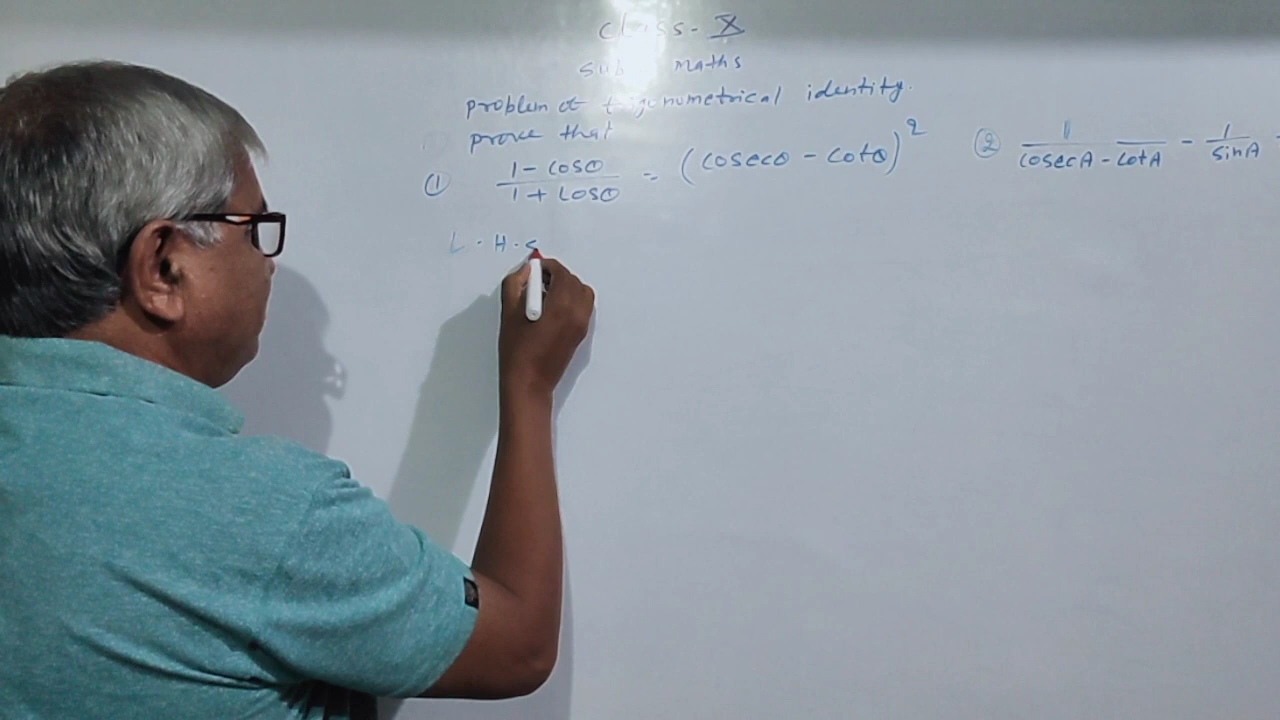 class - X
sub maths
problem of trigonometrical identity.
prove that
① 1 - cosθ / 1 + cosθ = (cosecθ - cotθ)²
② 1 / cosecA - cotA - 1 / sinA =
L.H.S